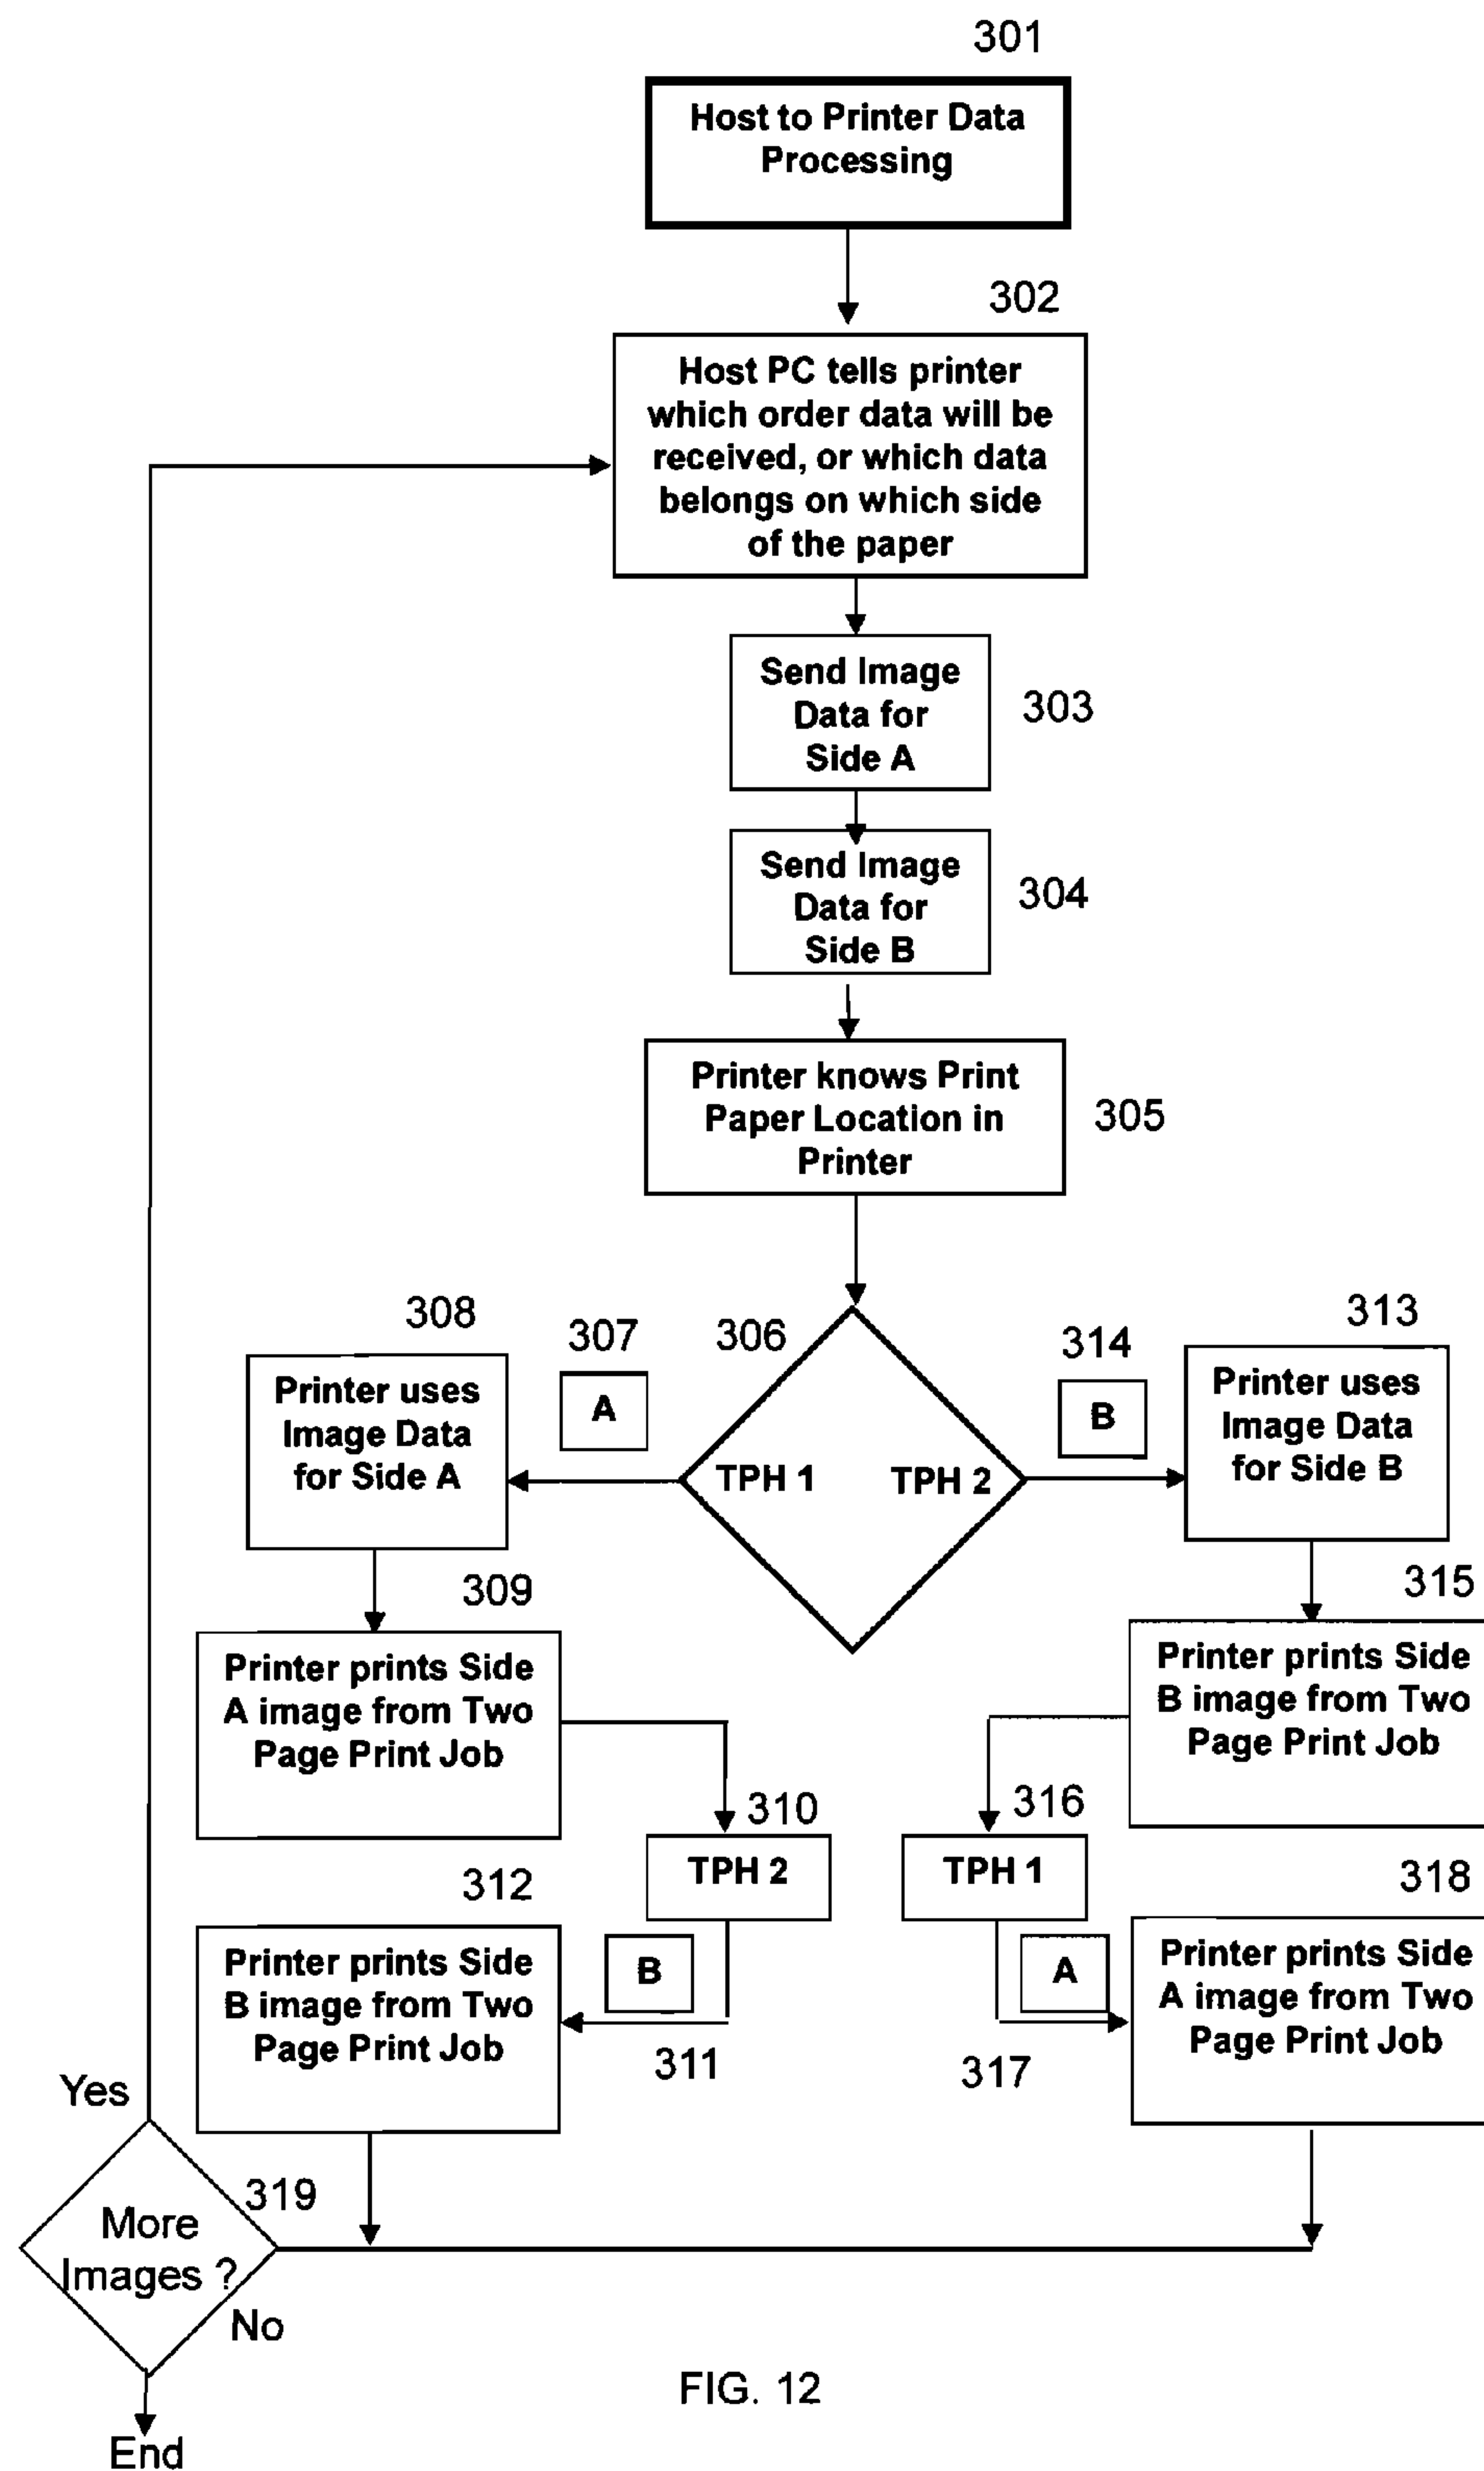 301
Host to Printer Data
Processing
302
Host PC tells printer
which order data will be
received, or which data
belongs on which side
of the paper
Send Image
Data for
Side A
303
Send Image
Data for
Side B
304
Printer knows Print
Paper Location in
Printer
305
306
TPH 1
TPH 2
307
A
308
Printer uses
Image Data
for Side A
309
Printer prints Side
A image from Two
Page Print Job
310
TPH 2
B
311
312
Printer prints Side
B image from Two
Page Print Job
314
B
313
Printer uses
Image Data
for Side B
315
Printer prints Side
B image from Two
Page Print Job
316
TPH 1
A
317
318
Printer prints Side
A image from Two
Page Print Job
Yes
319
More
Images ?
No
End
FIG. 12